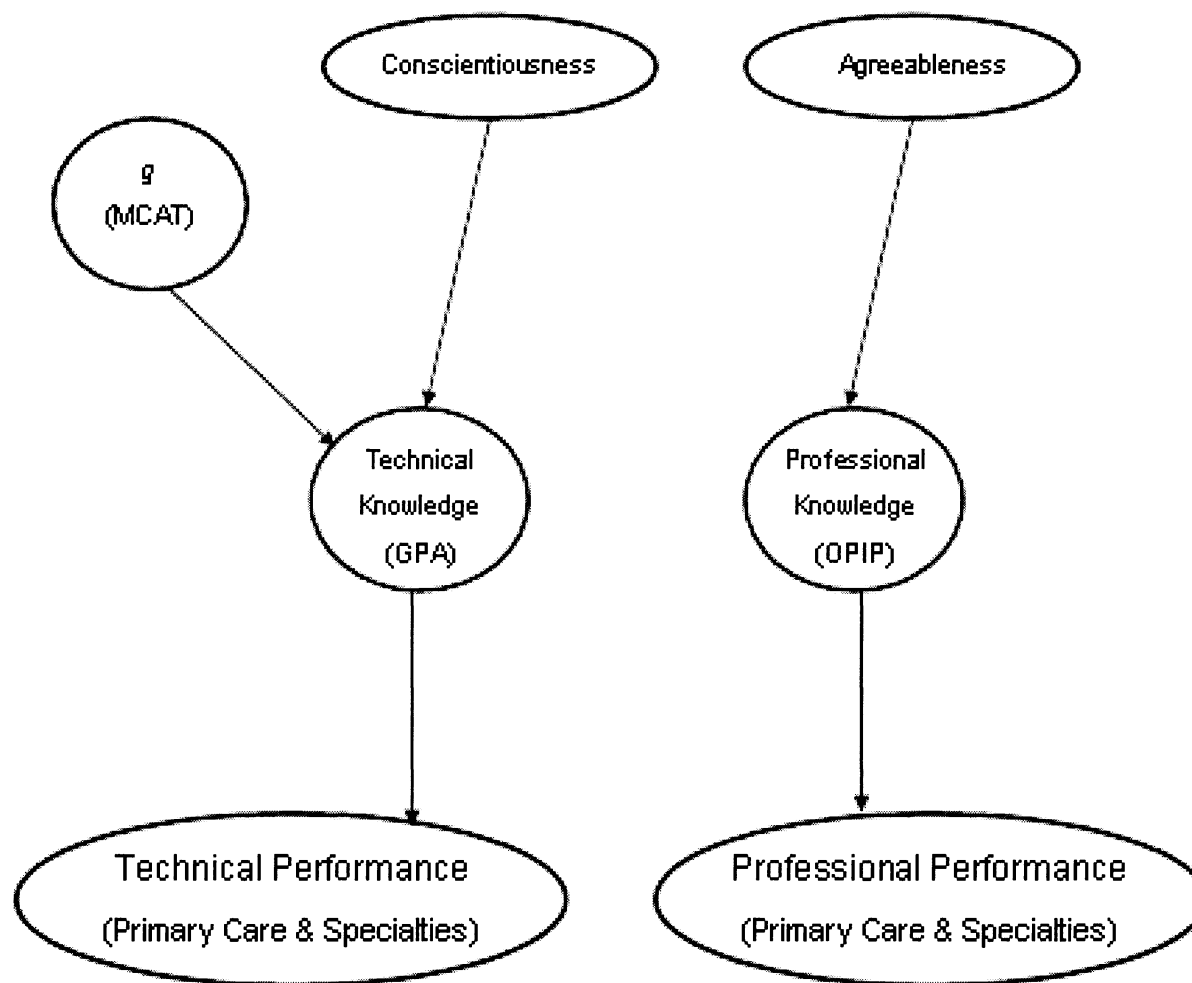 Conscientiousness
Agreeableness
g
(MCAT)
Technical
Knowledge
(GPA)
Professional
Knowledge
(OPIP)
Technical Performance
(Primary Care & Specialties)
Professional Performance
(Primary Care & Specialties)